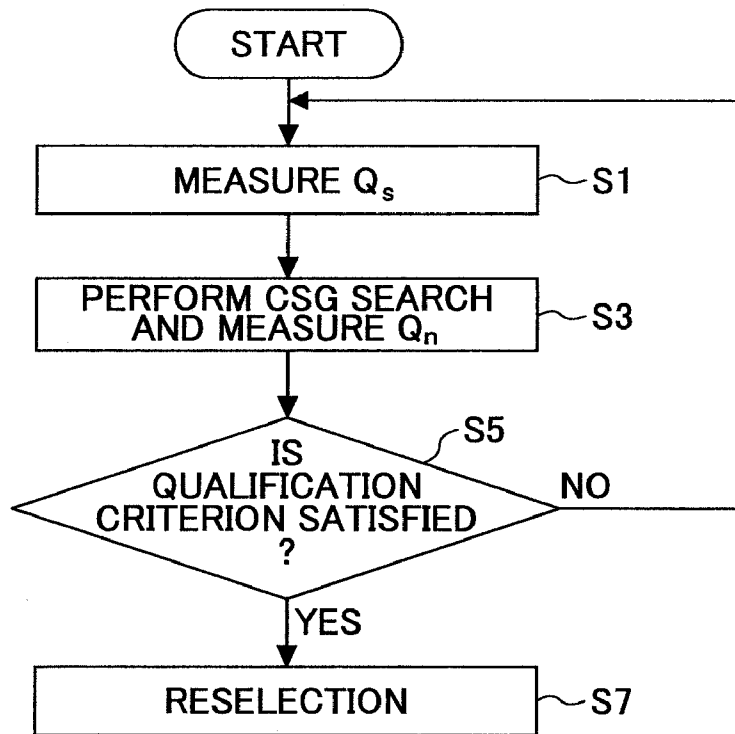 START
MEASURE Qs
S1
PERFORM CSG SEARCH
AND MEASURE Qn
S3
S5
IS
QUALIFICATION
CRITERION SATISFIED
?
NO
YES
RESELECTION
S7